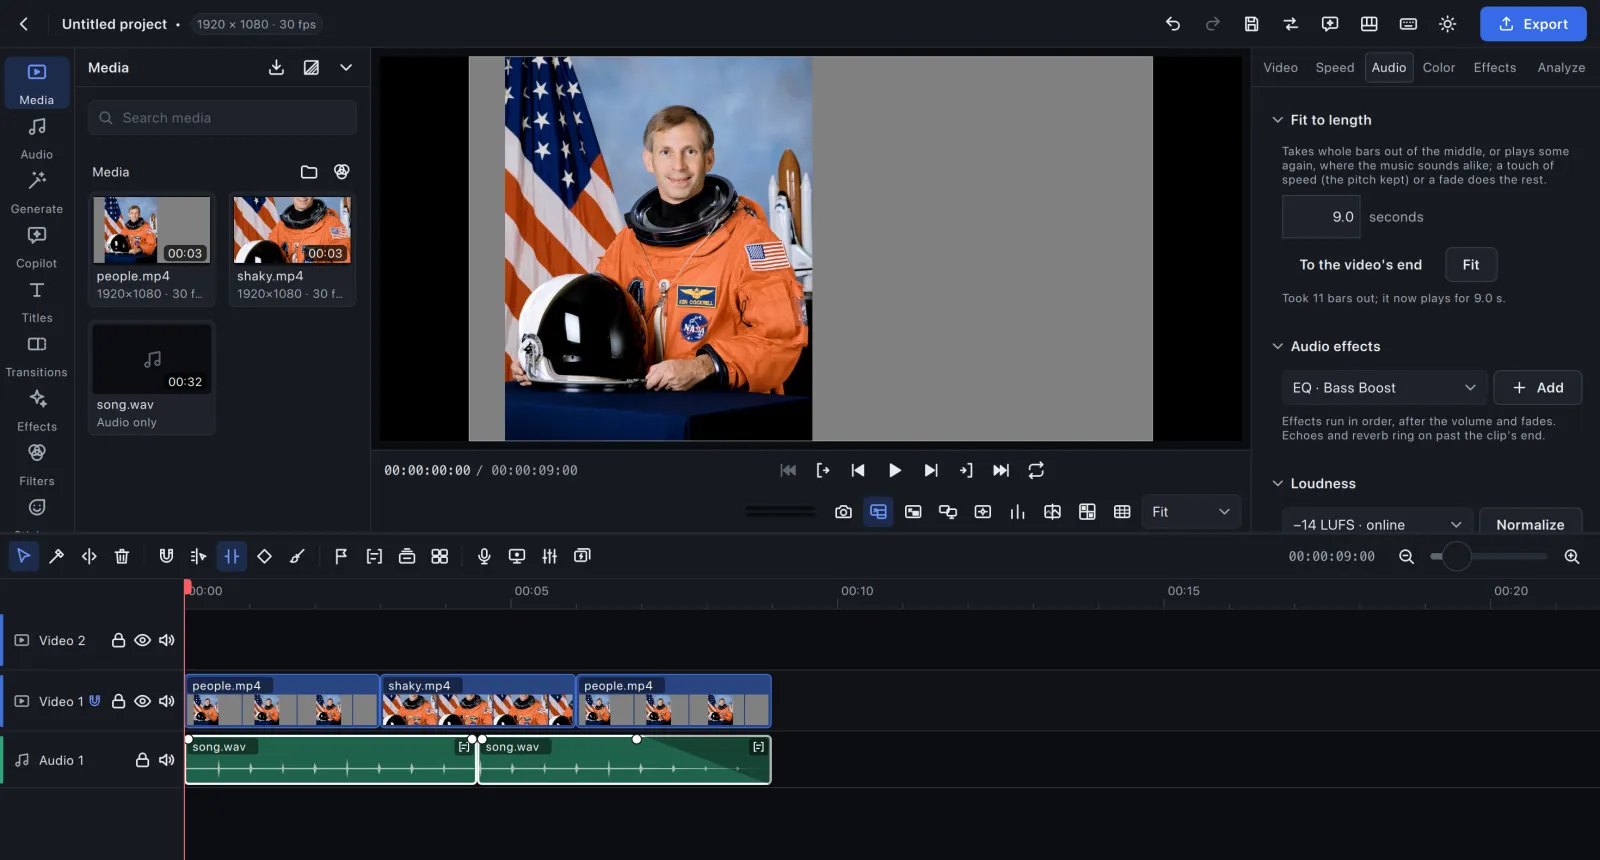 Untitled project • 1920 × 1080 · 30 fps
Export
Media
Audio
Generate
Copilot
Titles
Transitions
Effects
Filters
Media
Search media
Media
00:03
people.mp4
1920×1080 · 30 f...
00:03
shaky.mp4
1920×1080 · 30 f...
00:32
song.wav
Audio only
KEN COCKRELL
NASA
00:00:00:00 / 00:00:09:00
Fit
Video Speed Audio Color Effects Analyze
Fit to length
Takes whole bars out of the middle, or plays some
again, where the music sounds alike; a touch of
speed (the pitch kept) or a fade does the rest.
9.0 seconds
To the video's end Fit
Took 11 bars out; it now plays for 9.0 s.
Audio effects
EQ · Bass Boost
Add
Effects run in order, after the volume and fades.
Echoes and reverb ring on past the clip's end.
Loudness
−14 LUFS · online
Normalize
00:00:09:00
00:00 00:05 00:10 00:15 00:20
Video 2
Video 1
people.mp4 shaky.mp4 people.mp4
Audio 1
song.wav song.wav